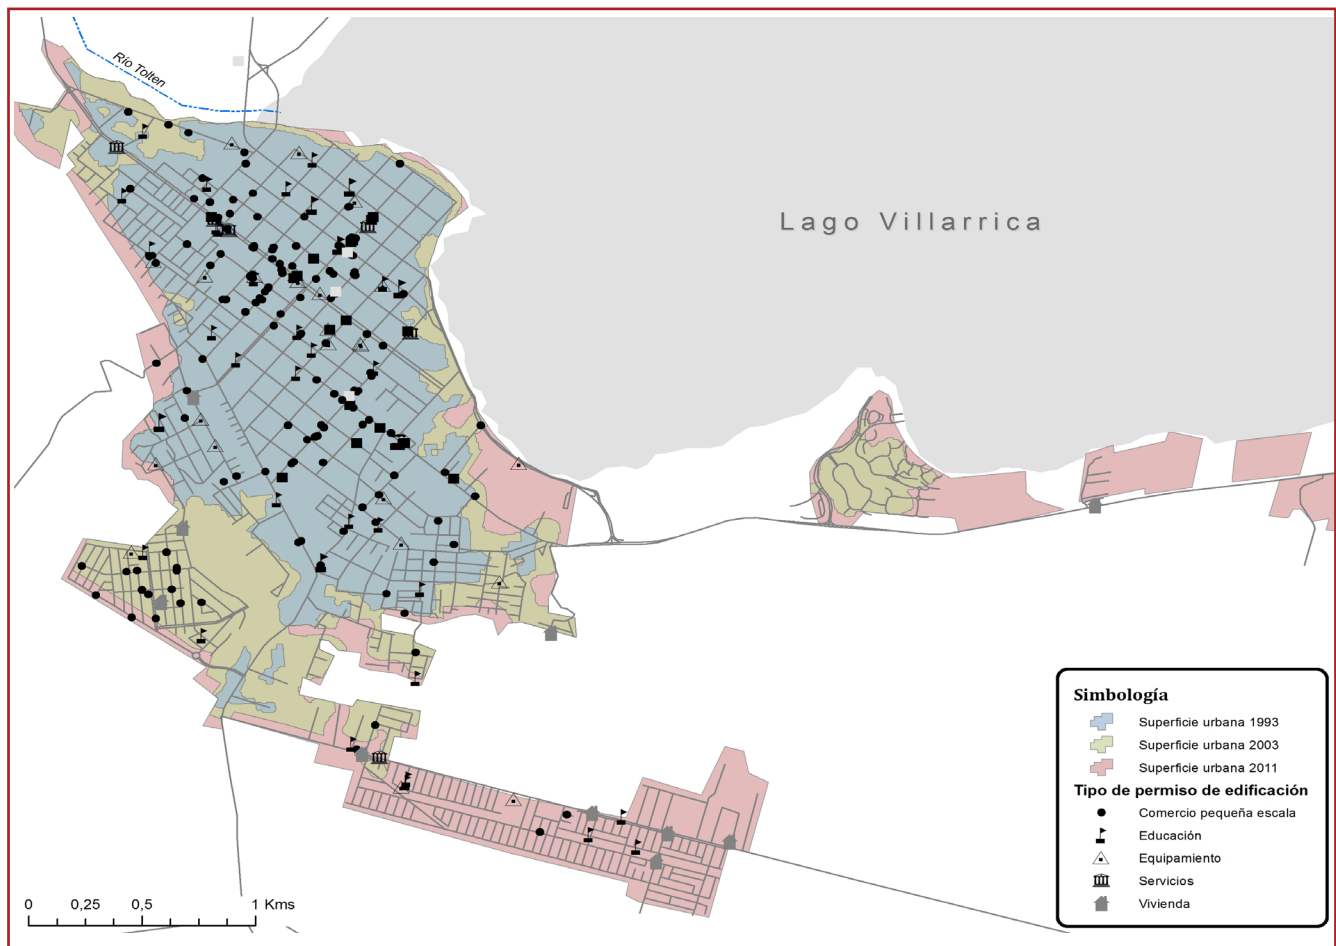 Río Tolten
Lago Villarrica
Simbología
Superficie urbana 1993
Superficie urbana 2003
Superficie urbana 2011
Tipo de permiso de edificación
Comercio pequeña escala
Educación
Equipamiento
Servicios
Vivienda
0 0,25 0,5 1 Kms